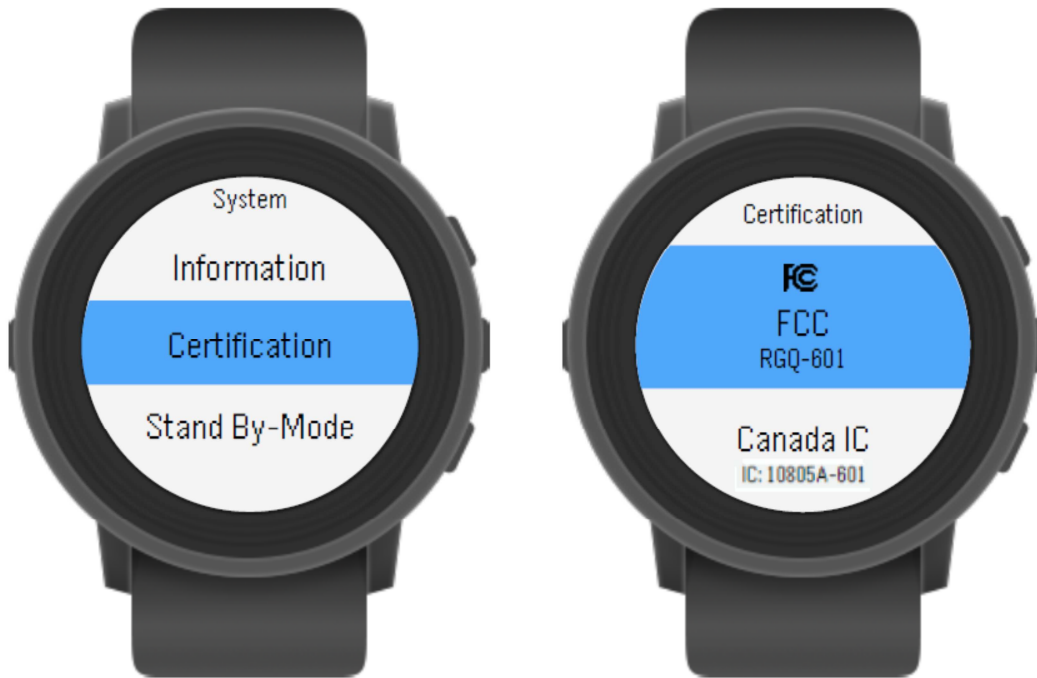 System
Information
Certification
Stand By-Mode
Certification
FC
FCC
RGQ-601
Canada IC
IC: 10805A-601